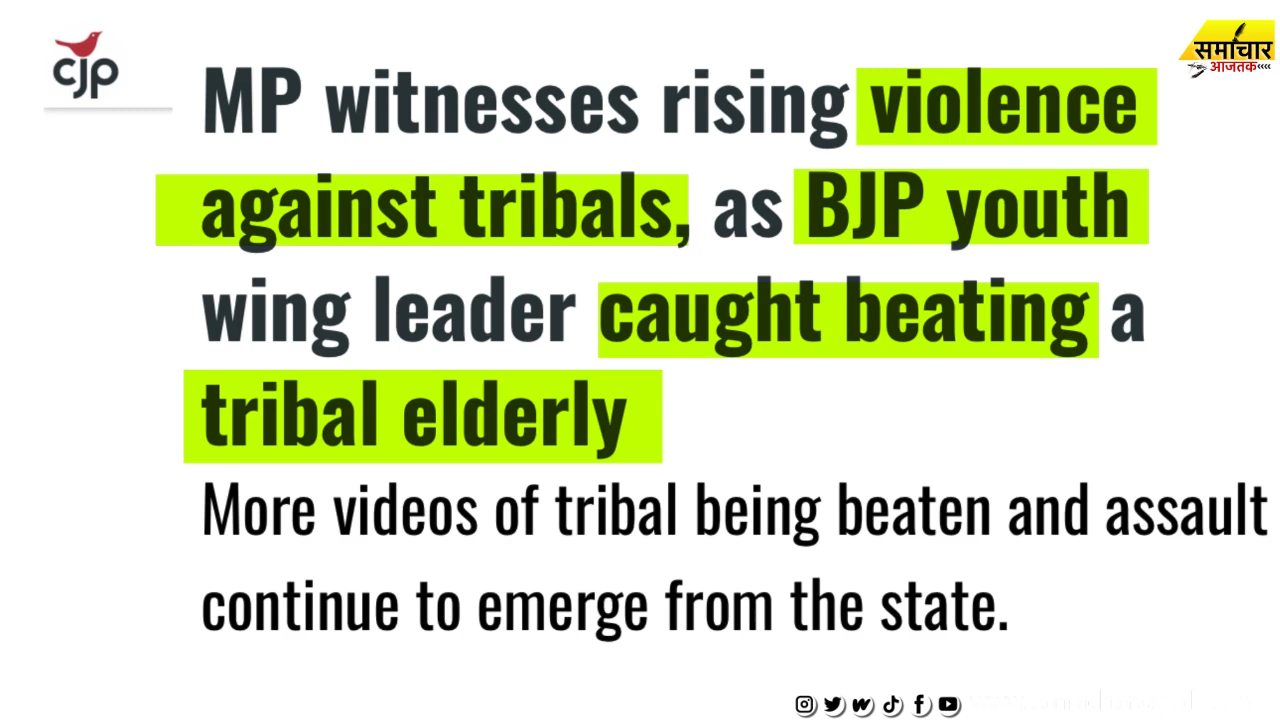 cjp
समाचार
आजतक
MP witnesses rising violence
against tribals, as BJP youth
wing leader caught beating a
tribal elderly
More videos of tribal being beaten and assault
continue to emerge from the state.